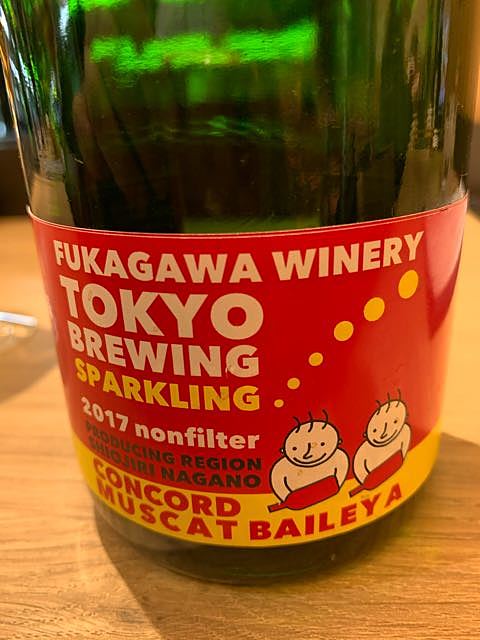 FUKAGAWA WINERY
TOKYO
BREWING
SPARKLING
2017 nonfilter
PRODUCING REGION
SHIOJIRI NAGANO
CONCORD
MUSCAT BAILEY A